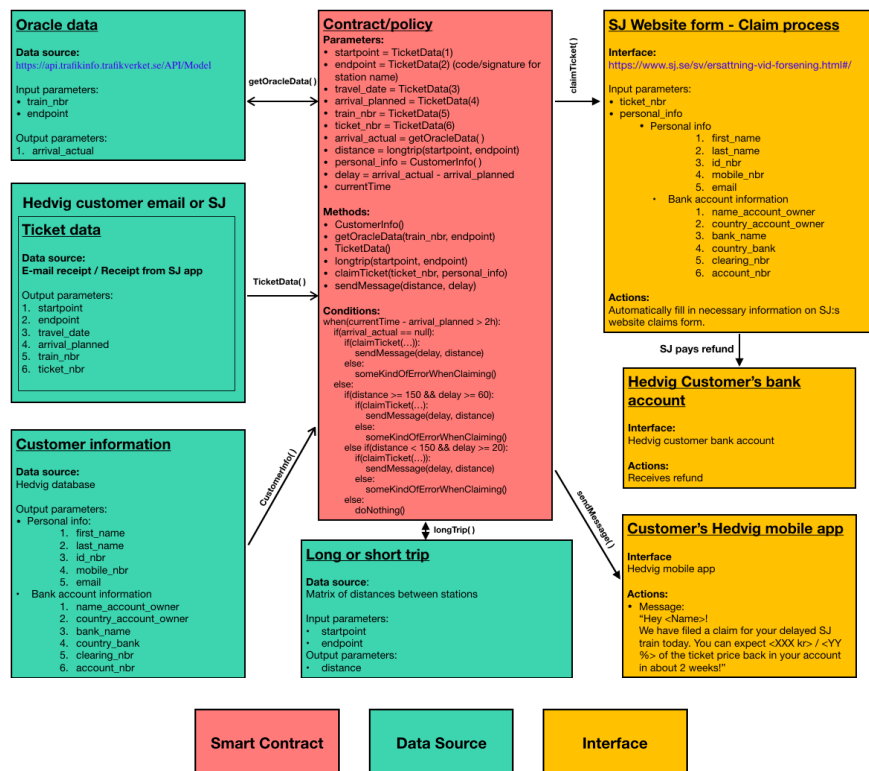 Oracle data
Data source:
https://api.trafikinfo.trafikverket.se/API/Model
Input parameters:
• train_nbr
• endpoint
Output parameters:
1. arrival_actual
getOracleData( )
Hedvig customer email or SJ
Ticket data
Data source:
E-mail receipt / Receipt from SJ app
Output parameters:
1. startpoint
2. endpoint
3. travel_date
4. arrival_planned
5. train_nbr
6. ticket_nbr
TicketData( )
Customer information
Data source:
Hedvig database
Output parameters:
• Personal info:
1. first_name
2. last_name
3. id_nbr
4. mobile_nbr
5. email
• Bank account information
1. name_account_owner
2. country_account_owner
3. bank_name
4. country_bank
5. clearing_nbr
6. account_nbr
CustomerInfo( )
Contract/policy
Parameters:
• startpoint = TicketData(1)
• endpoint = TicketData(2) (code/signature for
station name)
• travel_date = TicketData(3)
• arrival_planned = TicketData(4)
• train_nbr = TicketData(5)
• ticket_nbr = TicketData(6)
• arrival_actual = getOracleData( )
• distance = longtrip(startpoint, endpoint)
• personal_info = CustomerInfo( )
• delay = arrival_actual - arrival_planned
• currentTime
Methods:
• CustomerInfo()
• getOracleData(train_nbr, endpoint)
• TicketData()
• longtrip(startpoint, endpoint)
• claimTicket(ticket_nbr, personal_info)
• sendMessage(distance, delay)
Conditions:
when(currentTime - arrival_planned > 2h):
if(arrival_actual == null):
if(claimTicket(…)):
sendMessage(delay, distance)
else:
someKindOfErrorWhenClaiming()
else:
if(distance >= 150 && delay >= 60):
if(claimTicket(…):
sendMessage(delay, distance)
else:
someKindOfErrorWhenClaiming()
else if(distance < 150 && delay >= 20):
if(claimTicket(…):
sendMessage(delay, distance)
else:
someKindOfErrorWhenClaiming()
else:
doNothing()
longTrip( )
Long or short trip
Data source:
Matrix of distances between stations
Input parameters:
• startpoint
• endpoint
Output parameters:
• distance
claimTicket( )
SJ Website form - Claim process
Interface:
https://www.sj.se/sv/ersattning-vid-forsening.html#/
Input parameters:
• ticket_nbr
• personal_info
• Personal info
1. first_name
2. last_name
3. id_nbr
4. mobile_nbr
5. email
• Bank account information
1. name_account_owner
2. country_account_owner
3. bank_name
4. country_bank
5. clearing_nbr
6. account_nbr
Actions:
Automatically fill in necessary information on SJ:s
website claims form.
SJ pays refund
Hedvig Customer’s bank
account
Interface:
Hedvig customer bank account
Actions:
Receives refund
sendMessage( )
Customer’s Hedvig mobile app
Interface
Hedvig mobile app
Actions:
• Message:
“Hey <Name>!
We have filed a claim for your delayed SJ
train today. You can expect <XXX kr> / <YY
%> of the ticket price back in your account
in about 2 weeks!”
Smart Contract
Data Source
Interface